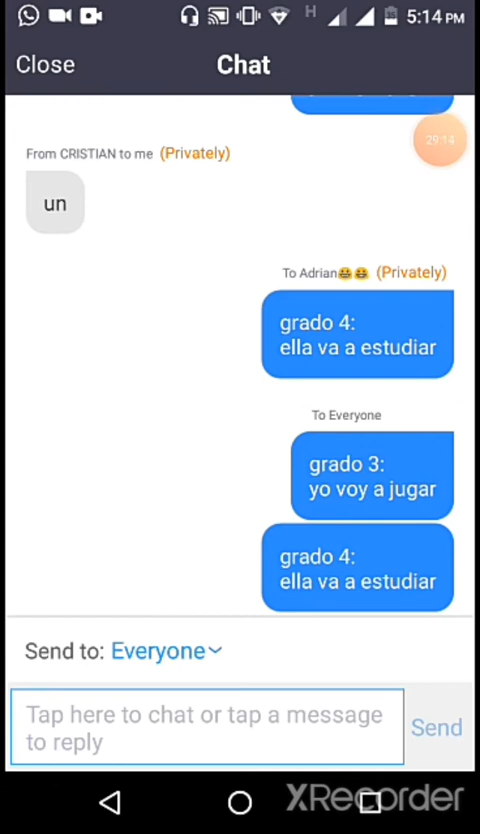 H
5:14 PM
Close
Chat
29:14
From CRISTIAN to me (Privately)
un
To Adrian😂😂 (Privately)
grado 4:
ella va a estudiar
To Everyone
grado 3:
yo voy a jugar
grado 4:
ella va a estudiar
Send to: Everyone
Tap here to chat or tap a message
to reply
Send
XRecorder